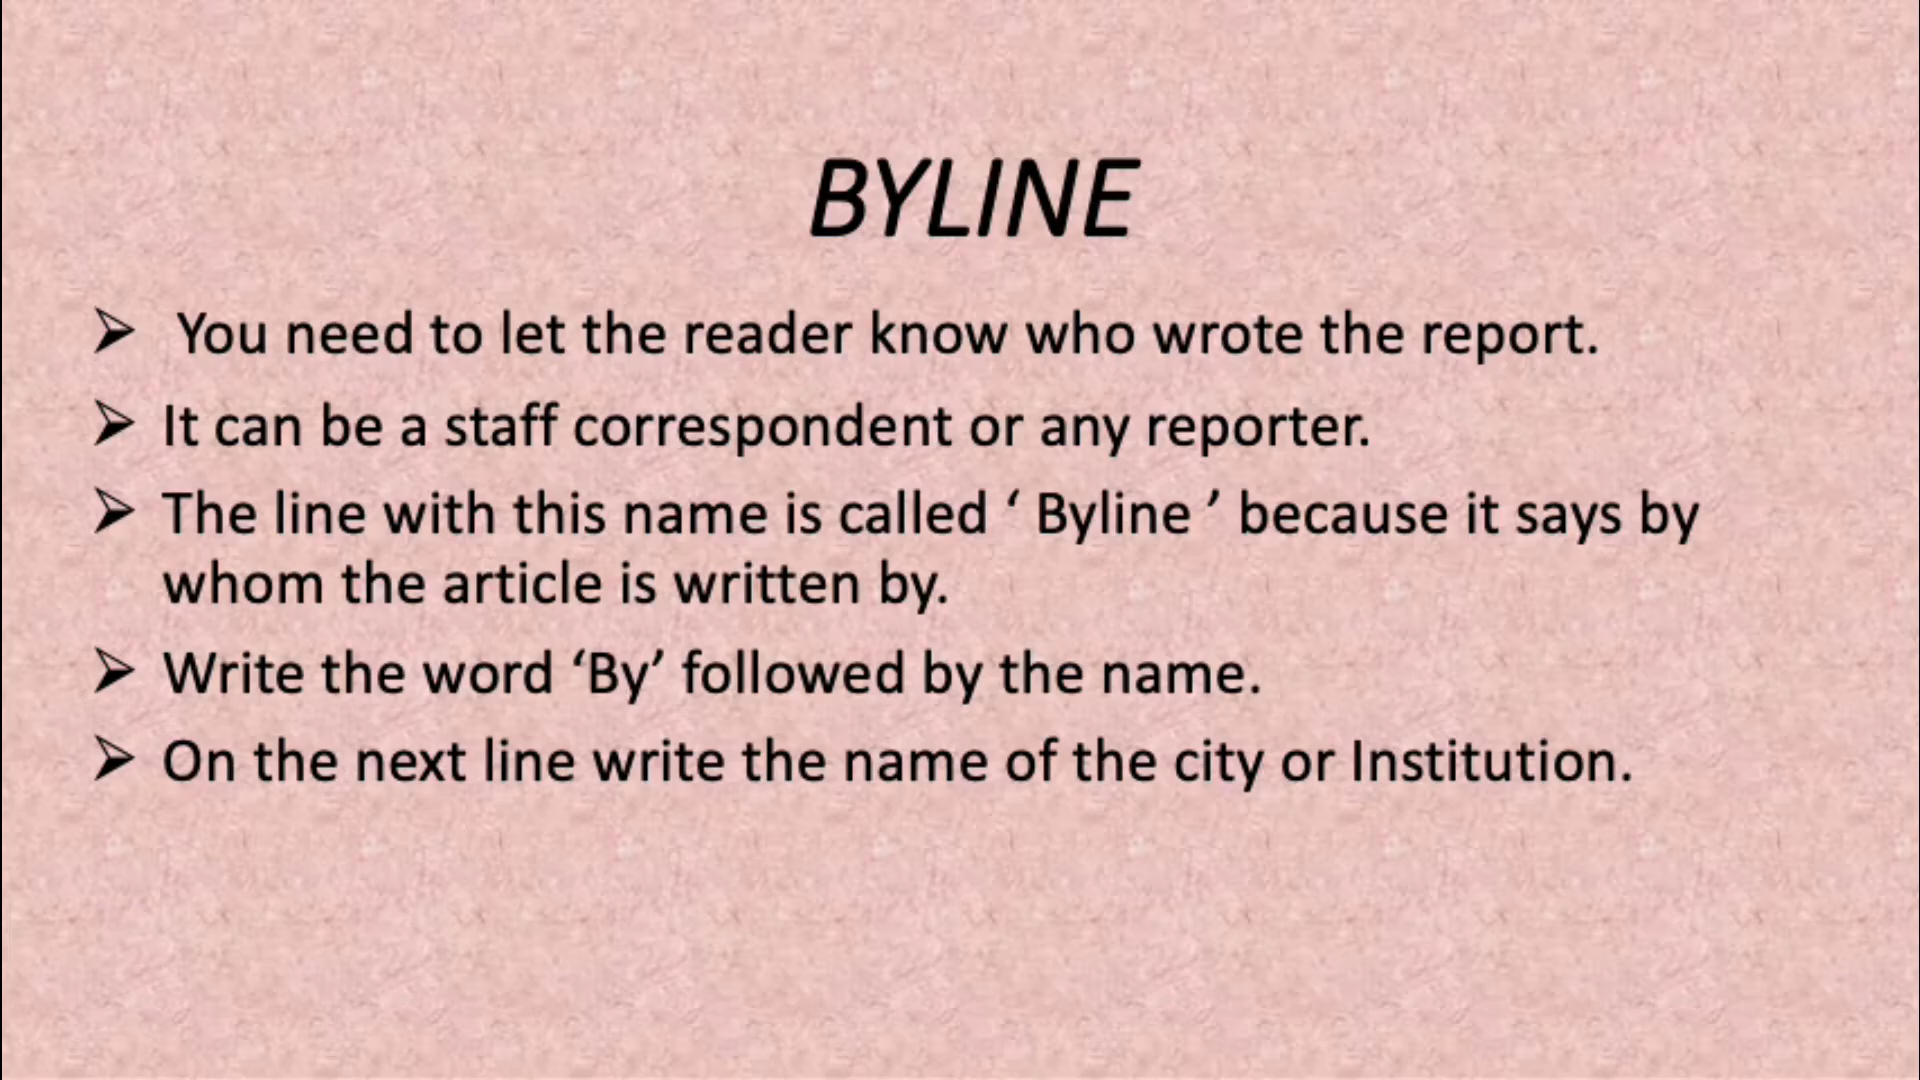 BYLINE
➢ You need to let the reader know who wrote the report.
➢ It can be a staff correspondent or any reporter.
➢ The line with this name is called ‘ Byline ’ because it says by
whom the article is written by.
➢ Write the word ‘By’ followed by the name.
➢ On the next line write the name of the city or Institution.